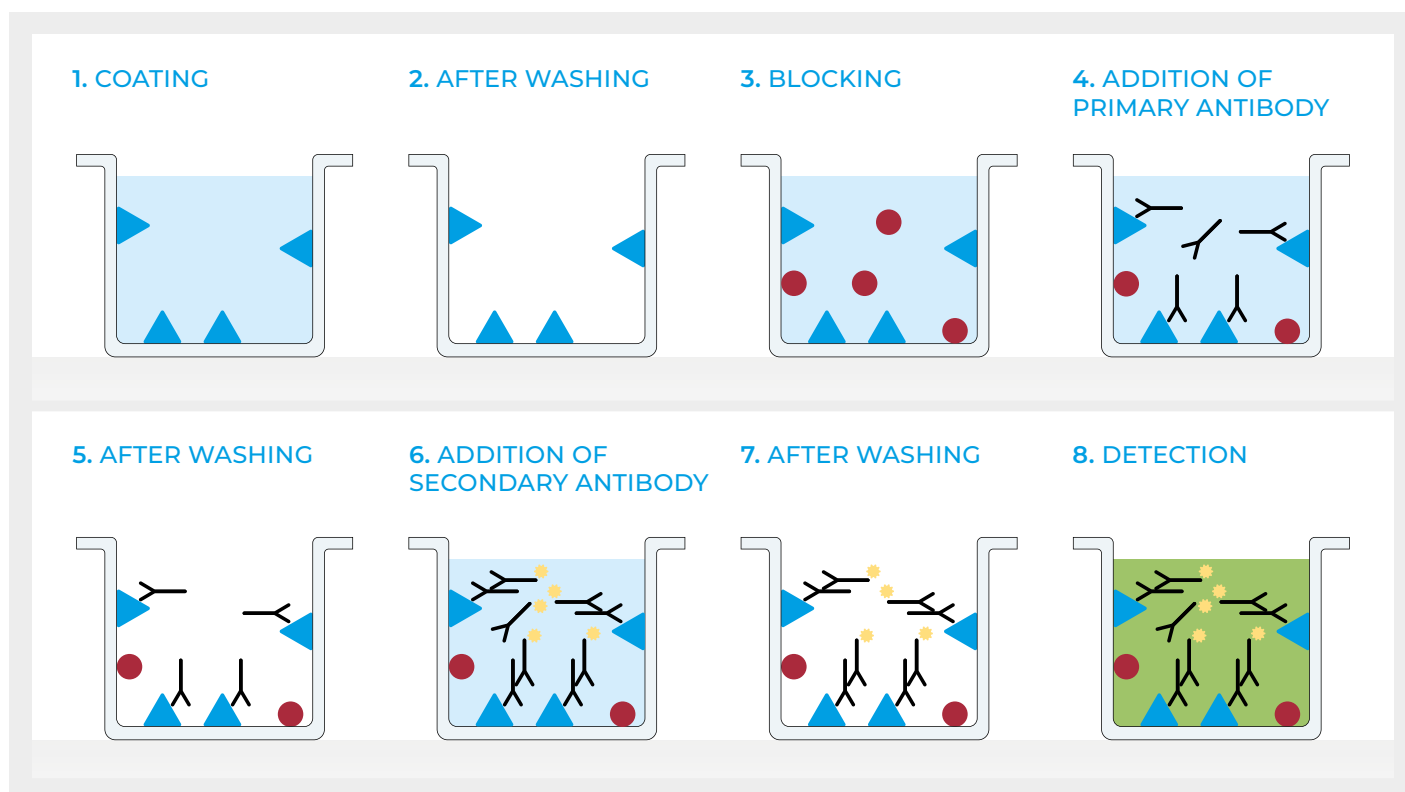 1. COATING
2. AFTER WASHING
3. BLOCKING
4. ADDITION OF
PRIMARY ANTIBODY
5. AFTER WASHING
6. ADDITION OF
SECONDARY ANTIBODY
7. AFTER WASHING
8. DETECTION